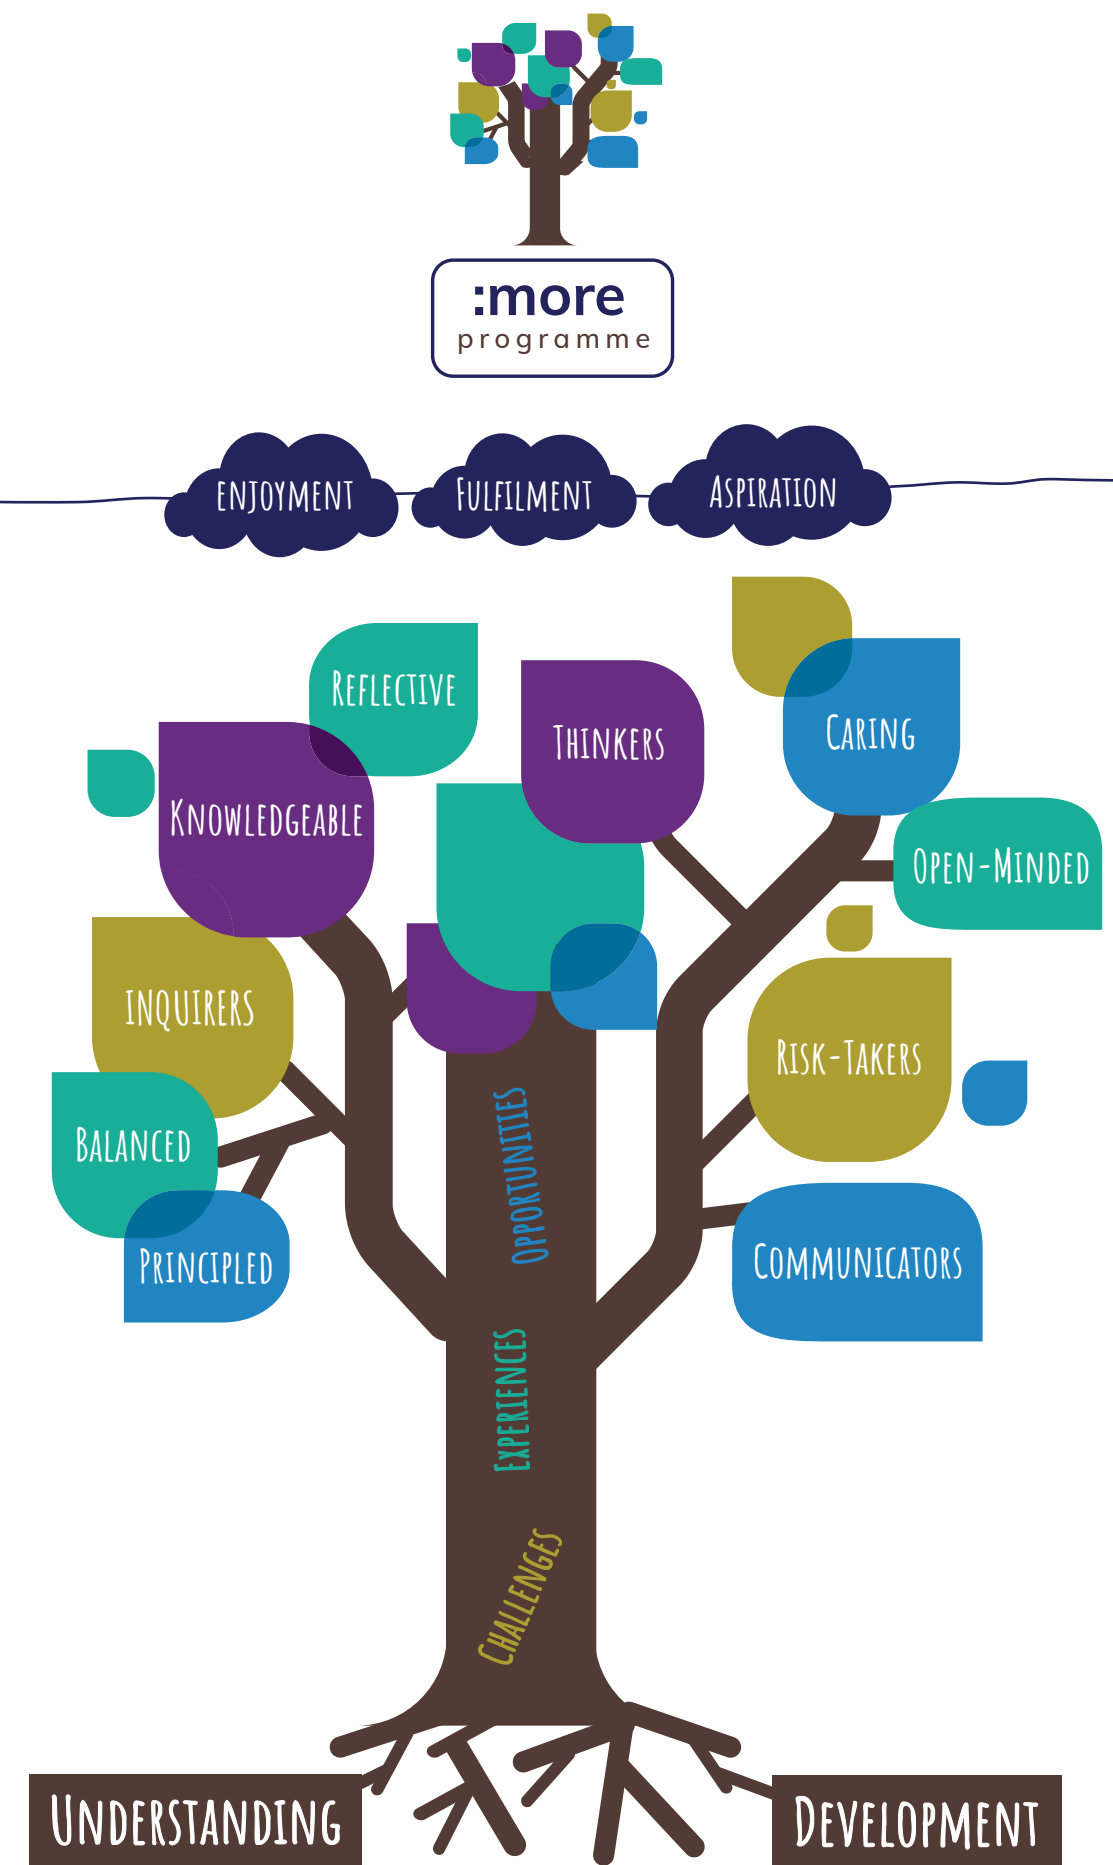 :more
programme
ENJOYMENT
FULFILMENT
ASPIRATION
REFLECTIVE
THINKERS
CARING
KNOWLEDGEABLE
OPEN-MINDED
INQUIRERS
RISK-TAKERS
BALANCED
PRINCIPLED
COMMUNICATORS
OPPORTUNITIES
EXPERIENCES
CHALLENGES
UNDERSTANDING
DEVELOPMENT